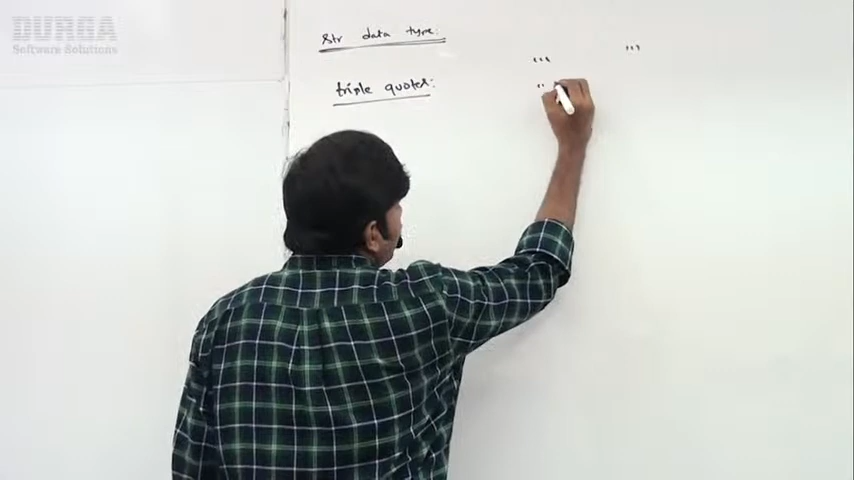 DURGA
Software Solutions
str data type:
''' '''
triple quotes:
"